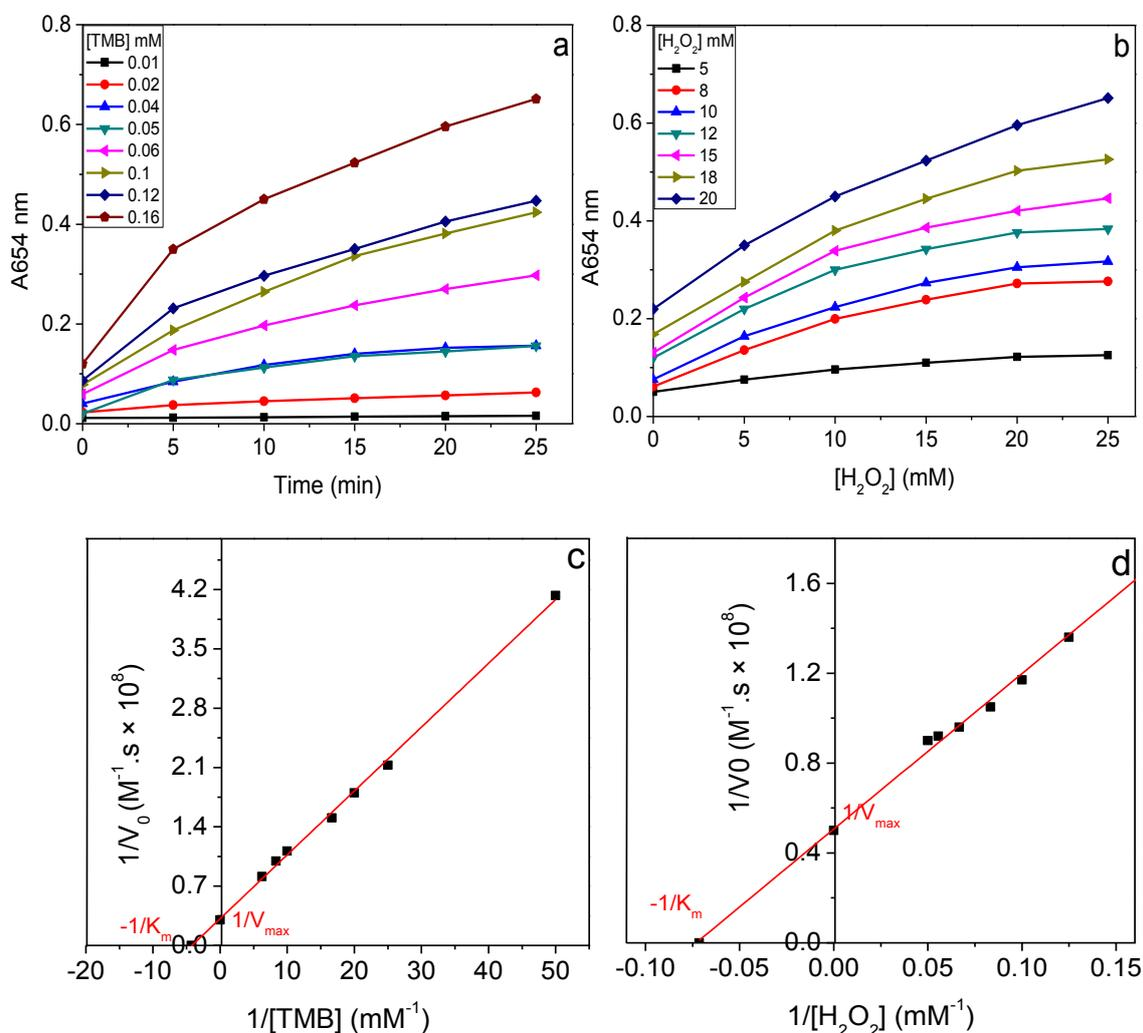 a
[TMB] mM
0.01
0.02
0.04
0.05
0.06
0.1
0.12
0.16
0.8
0.6
0.4
0.2
0.0
A654 nm
0 5 10 15 20 25
Time (min)
b
[H₂O₂] mM
5
8
10
12
15
18
20
0.8
0.6
0.4
0.2
0.0
A654 nm
0 5 10 15 20 25
[H₂O₂] (mM)
c
4.2
3.5
2.8
2.1
1.4
0.7
0.0
1/V₀ (M⁻¹.s × 10⁸)
-1/Kₘ
1/Vₘₐₓ
-20 -10 0 10 20 30 40 50
1/[TMB] (mM⁻¹)
d
1.6
1.2
0.8
0.4
0.0
1/V0 (M⁻¹.s × 10⁸)
1/Vₘₐₓ
-1/Kₘ
-0.10 -0.05 0.00 0.05 0.10 0.15
1/[H₂O₂] (mM⁻¹)